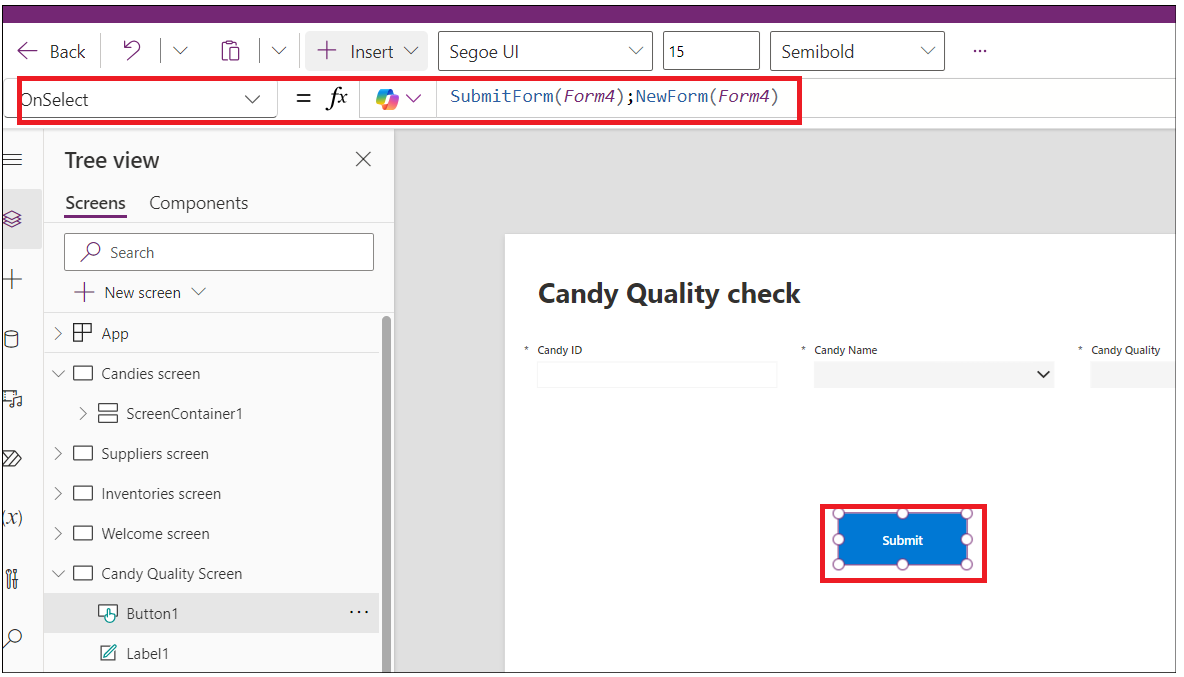 Back
Insert
Segoe UI
15
Semibold
...
OnSelect
= fx
SubmitForm(Form4);NewForm(Form4)
Tree view
Screens
Components
Search
New screen
App
Candies screen
ScreenContainer1
Suppliers screen
Inventories screen
Welcome screen
Candy Quality Screen
Button1
...
Label1
(x)
Candy Quality check
* Candy ID
* Candy Name
* Candy Quality
Submit